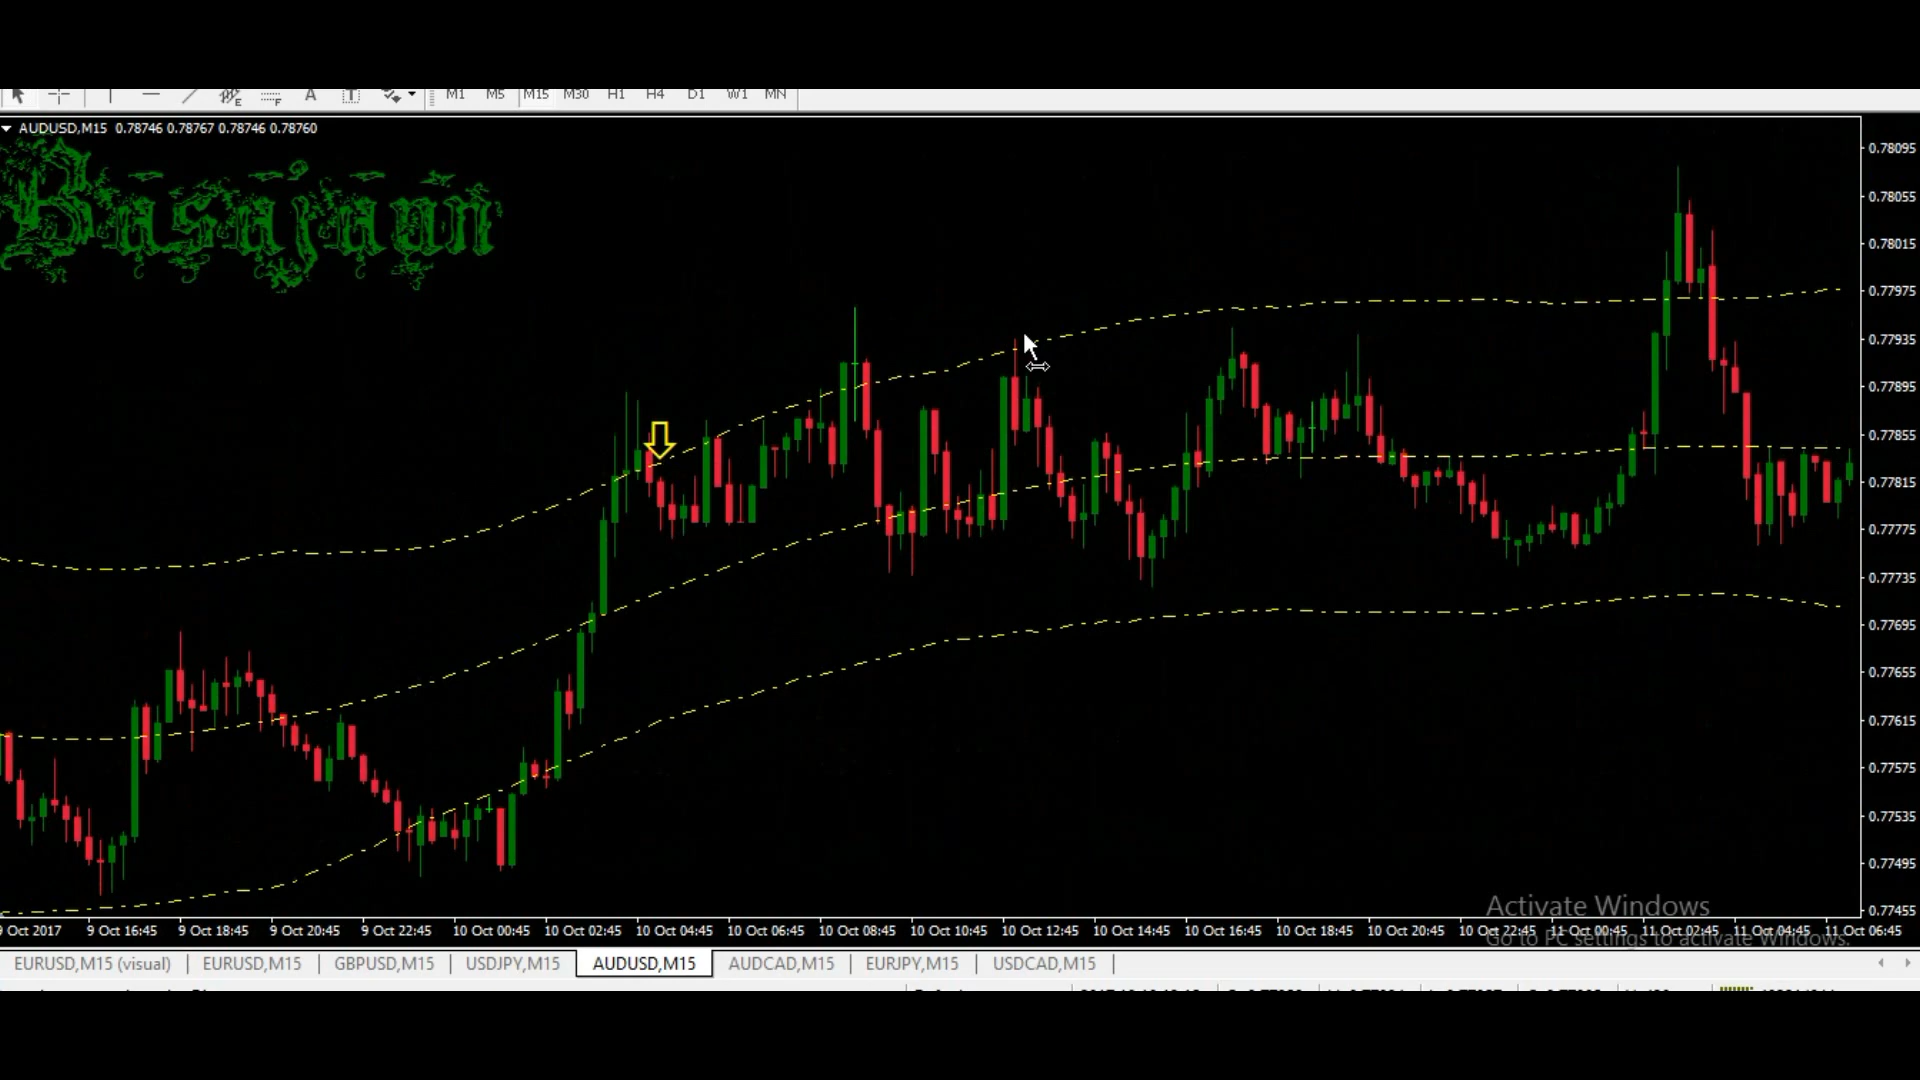 A T M1 M5 M15 M30 H1 H4 D1 W1 MN
AUDUSD,M15 0.78746 0.78767 0.78746 0.78760
Basajaun
0.78095
0.78055
0.78015
0.77975
0.77935
0.77895
0.77855
0.77815
0.77775
0.77735
0.77695
0.77655
0.77615
0.77575
0.77535
0.77495
0.77455
Activate Windows
Go to PC settings to activate Windows.
9 Oct 2017 9 Oct 16:45 9 Oct 18:45 9 Oct 20:45 9 Oct 22:45 10 Oct 00:45 10 Oct 02:45 10 Oct 04:45 10 Oct 06:45 10 Oct 08:45 10 Oct 10:45 10 Oct 12:45 10 Oct 14:45 10 Oct 16:45 10 Oct 18:45 10 Oct 20:45 10 Oct 22:45 11 Oct 00:45 11 Oct 02:45 11 Oct 04:45 11 Oct 06:45
EURUSD,M15 (visual) EURUSD,M15 GBPUSD,M15 USDJPY,M15 AUDUSD,M15 AUDCAD,M15 EURJPY,M15 USDCAD,M15